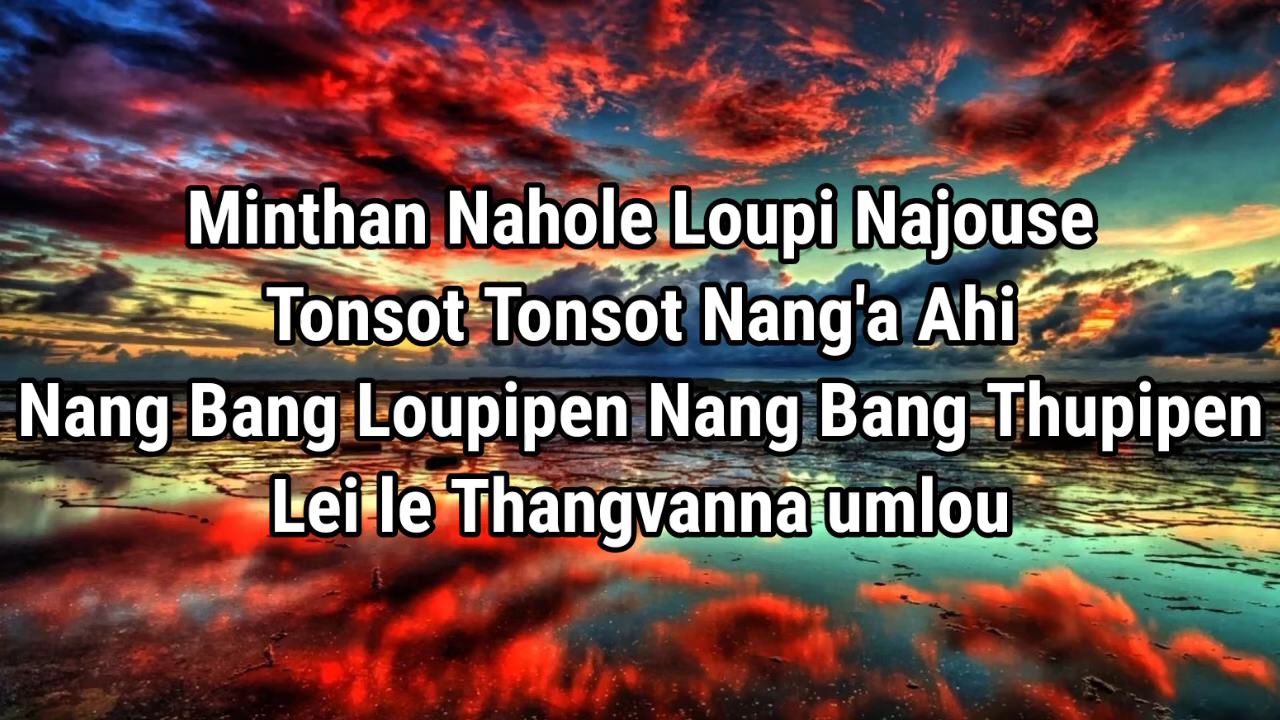 Minthan Nahole Loupi Najouse
Tonsot Tonsot Nang'a Ahi
Nang Bang Loupipen Nang Bang Thupipen
Lei le Thangvanna umlou